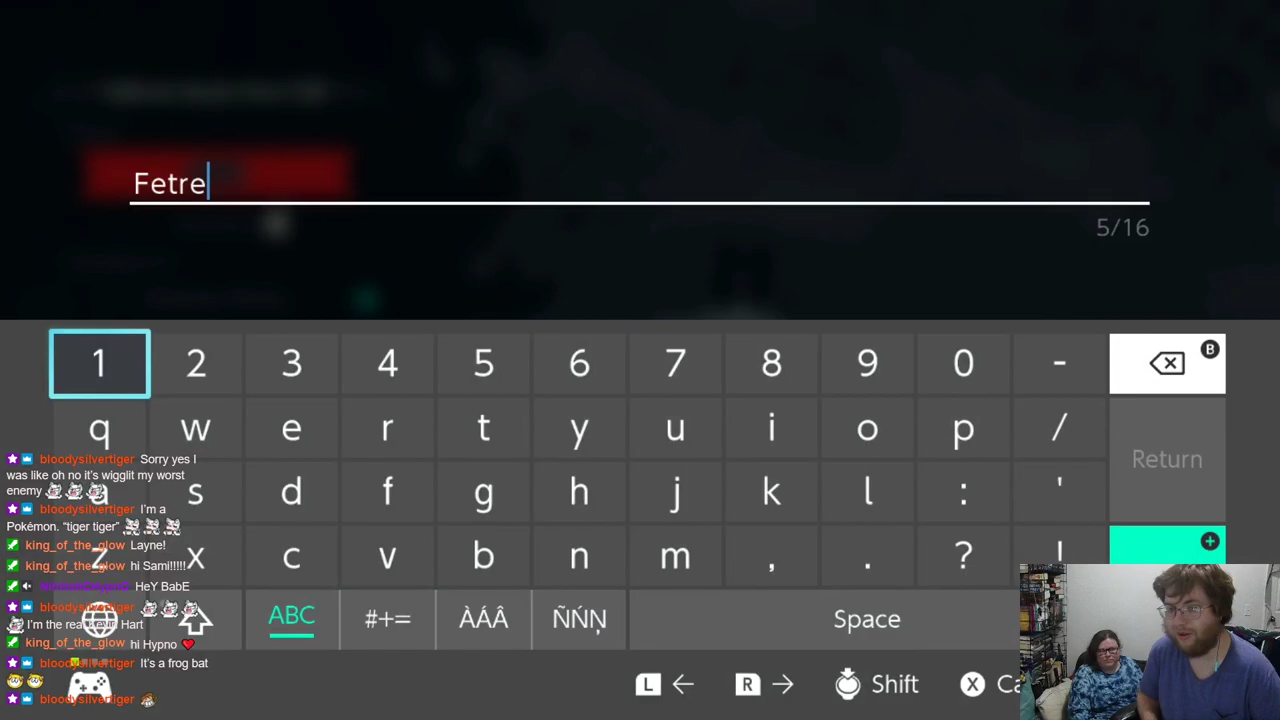 Fetre
5/16
1 2 3 4 5 6 7 8 9 0 - B
q w e r t y u i o p / Return
a s d f g h j k l : '
z x c v b n m , . ? ! +
ABC #+= ÀÁÂ ÑŃŅ Space
L ← R → Shift X
bloodysilvertiger Sorry yes I
was like oh no it's wigglit my worst
enemy
bloodysilvertiger I'm a
Pokémon. "tiger tiger"
king_of_the_glow Layne!
king_of_the_glow hi Sami!!!!!
HeY BabE
bloodysilvertiger
I'm the real Kevin Hart
king_of_the_glow hi Hypno
bloodysilvertiger It's a frog bat
bloodysilvertiger